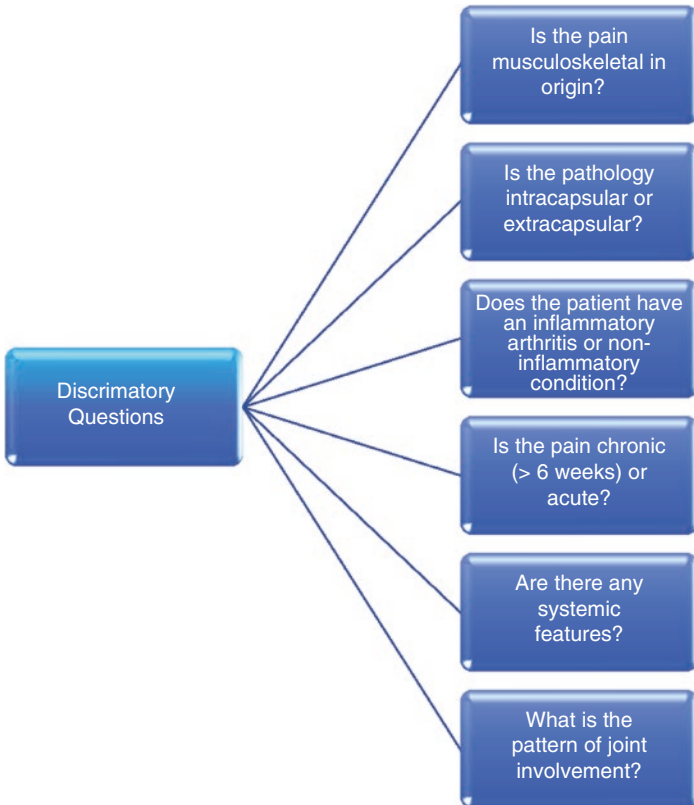 Discrimatory
Questions
Is the pain
musculoskeletal in
origin?
Is the pathology
intracapsular or
extracapsular?
Does the patient have
an inflammatory
arthritis or non-
inflammatory
condition?
Is the pain chronic
(> 6 weeks) or
acute?
Are there any
systemic
features?
What is the
pattern of joint
involvement?